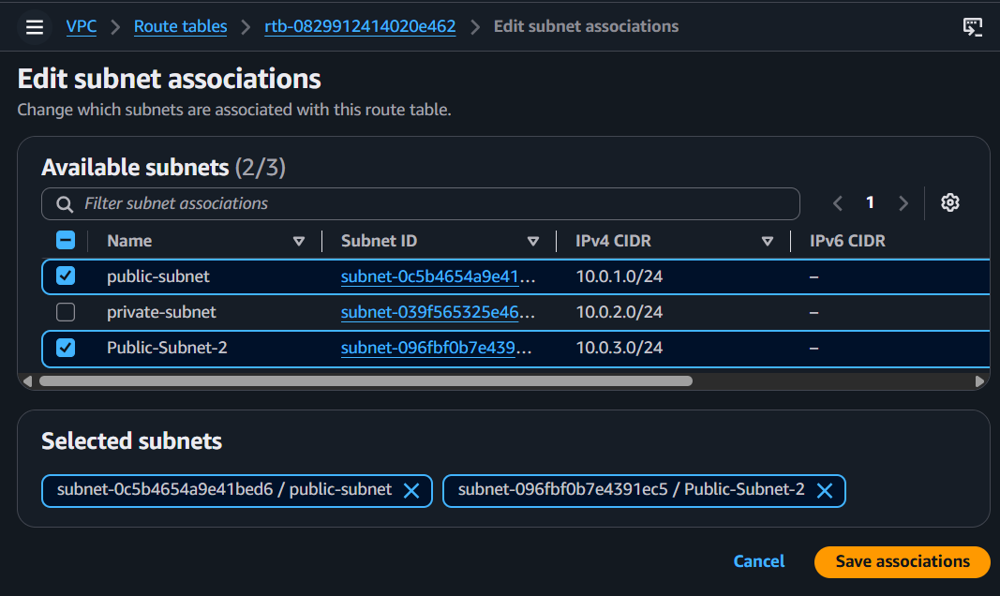 VPC > Route tables > rtb-0829912414020e462 > Edit subnet associations
Edit subnet associations
Change which subnets are associated with this route table.
Available subnets (2/3)
Filter subnet associations
1
Name Subnet ID IPv4 CIDR IPv6 CIDR
public-subnet subnet-0c5b4654a9e41... 10.0.1.0/24 –
private-subnet subnet-039f565325e46... 10.0.2.0/24 –
Public-Subnet-2 subnet-096fbf0b7e439... 10.0.3.0/24 –
Selected subnets
subnet-0c5b4654a9e41bed6 / public-subnet subnet-096fbf0b7e4391ec5 / Public-Subnet-2
Cancel Save associations